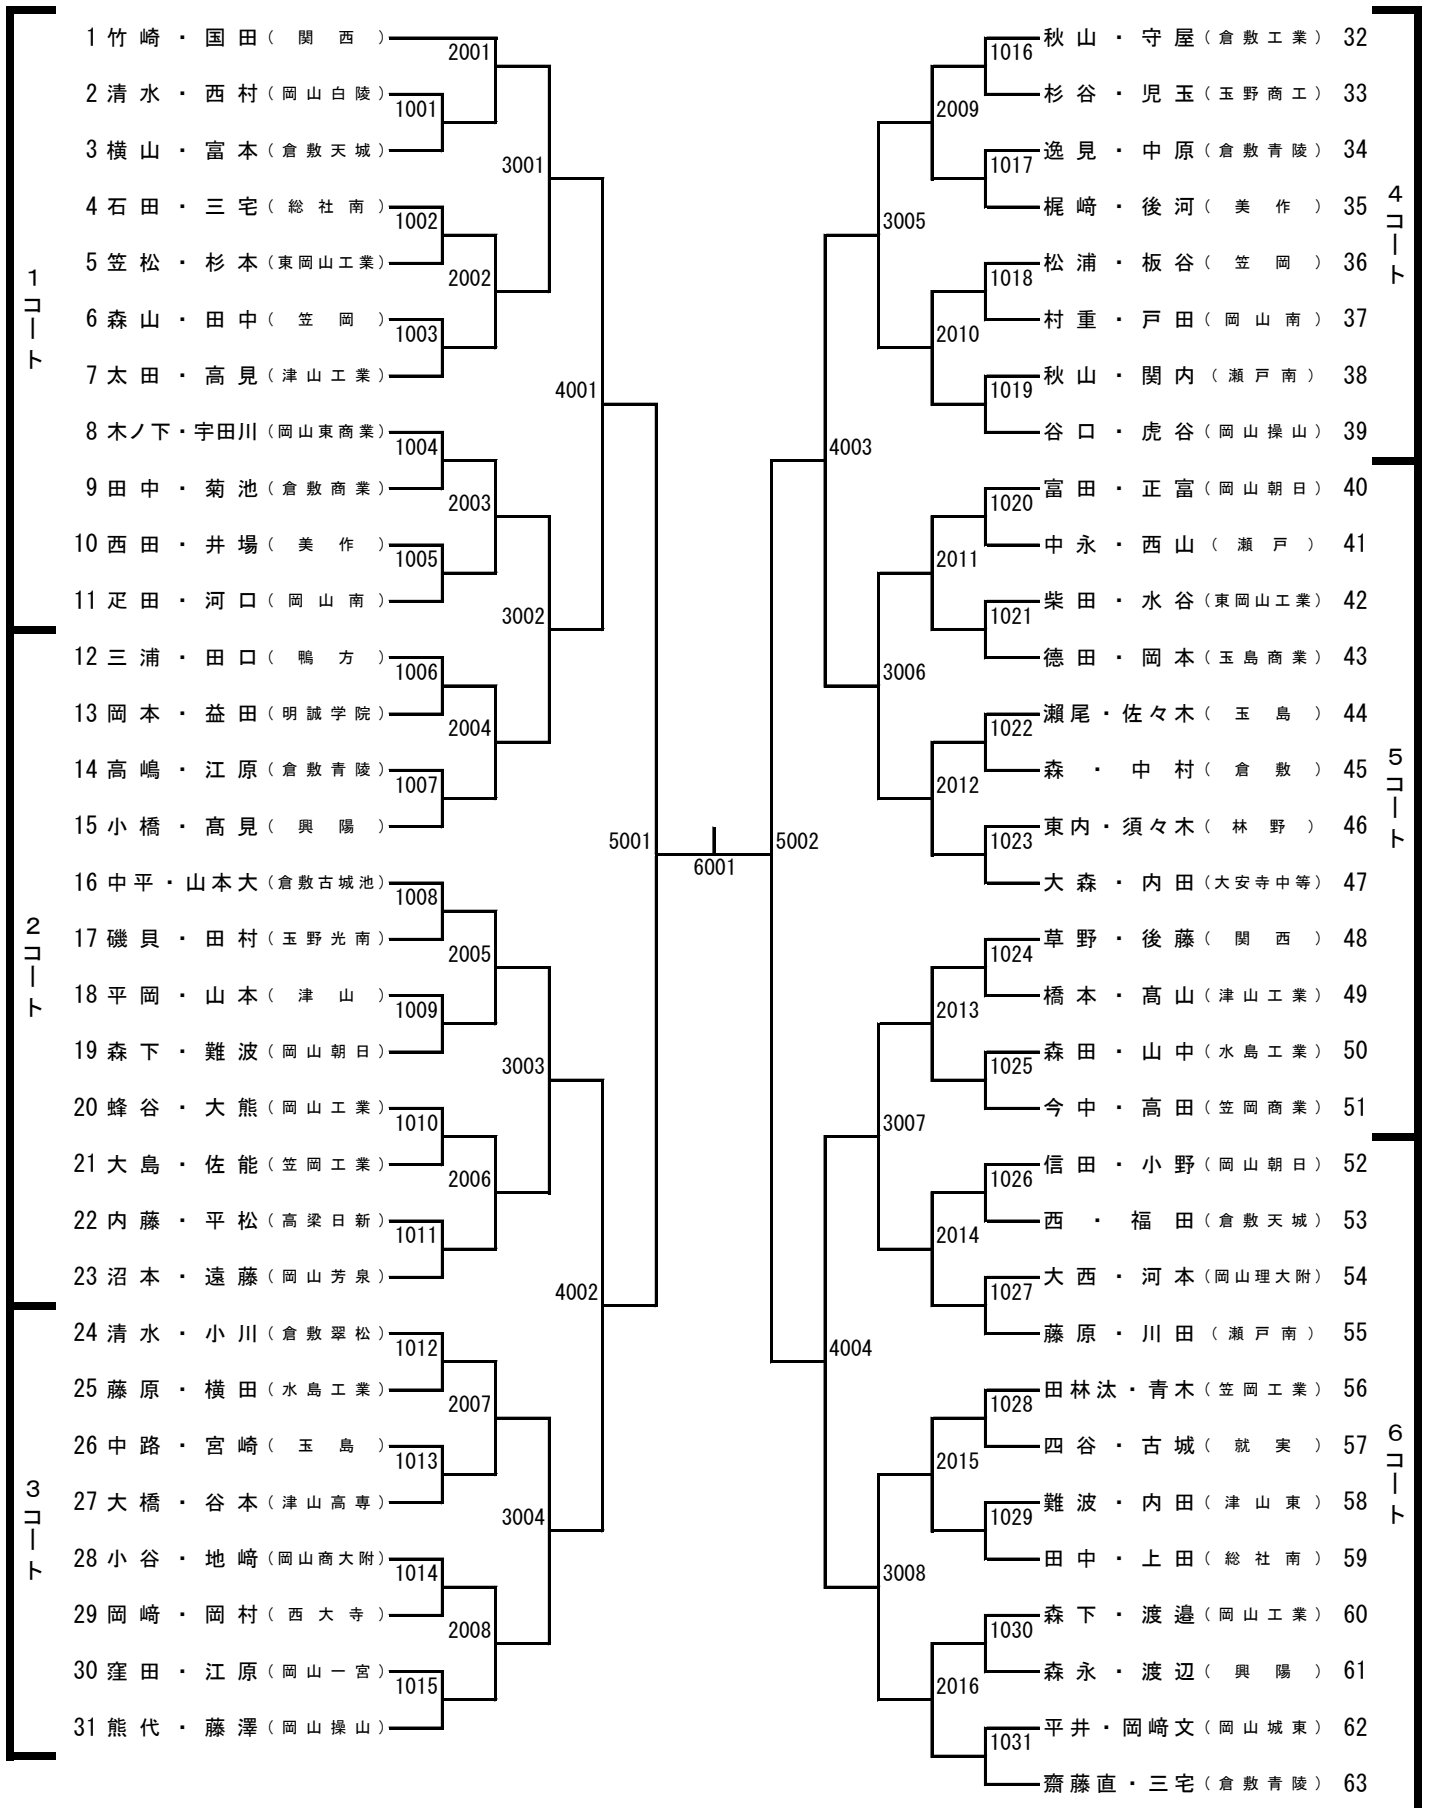 1コート
1 竹崎・国田(関西)
2 清水・西村(岡山白陵)
3 横山・富本(倉敷天城)
4 石田・三宅(総社南)
5 笠松・杉本(東岡山工業)
6 森山・田中(笠岡)
7 太田・高見(津山工業)
8 木ノ下・宇田川(岡山東商業)
9 田中・菊池(倉敷商業)
10 西田・井場(美作)
11 疋田・河口(岡山南)
2コート
12 三浦・田口(鴨方)
13 岡本・益田(明誠学院)
14 高嶋・江原(倉敷青陵)
15 小橋・髙見(興陽)
16 中平・山本大(倉敷古城池)
17 磯貝・田村(玉野光南)
18 平岡・山本(津山)
19 森下・難波(岡山朝日)
20 蜂谷・大熊(岡山工業)
21 大島・佐能(笠岡工業)
22 内藤・平松(高梁日新)
23 沼本・遠藤(岡山芳泉)
3コート
24 清水・小川(倉敷翠松)
25 藤原・横田(水島工業)
26 中路・宮崎(玉島)
27 大橋・谷本(津山高専)
28 小谷・地﨑(岡山商大附)
29 岡﨑・岡村(西大寺)
30 窪田・江原(岡山一宮)
31 熊代・藤澤(岡山操山)
1001
1002
1003
1004
1005
1006
1007
1008
1009
1010
1011
1012
1013
1014
1015
2001
2002
2003
2004
2005
2006
2007
2008
3001
3002
3003
3004
4001
4002
5001
6001
5002
4003
4004
3005
3006
3007
3008
2009
2010
2011
2012
2013
2014
2015
2016
1016
1017
1018
1019
1020
1021
1022
1023
1024
1025
1026
1027
1028
1029
1030
1031
4コート
秋山・守屋(倉敷工業) 32
杉谷・児玉(玉野商工) 33
逸見・中原(倉敷青陵) 34
梶﨑・後河(美作) 35
松浦・板谷(笠岡) 36
村重・戸田(岡山南) 37
秋山・関内(瀬戸南) 38
谷口・虎谷(岡山操山) 39
5コート
富田・正富(岡山朝日) 40
中永・西山(瀬戸) 41
柴田・水谷(東岡山工業) 42
德田・岡本(玉島商業) 43
瀨尾・佐々木(玉島) 44
森・中村(倉敷) 45
東内・須々木(林野) 46
大森・内田(大安寺中等) 47
草野・後藤(関西) 48
橋本・髙山(津山工業) 49
森田・山中(水島工業) 50
今中・高田(笠岡商業) 51
6コート
信田・小野(岡山朝日) 52
西・福田(倉敷天城) 53
大西・河本(岡山理大附) 54
藤原・川田(瀬戸南) 55
田林汰・青木(笠岡工業) 56
四谷・古城(就実) 57
難波・内田(津山東) 58
田中・上田(総社南) 59
森下・渡邉(岡山工業) 60
森永・渡辺(興陽) 61
平井・岡﨑文(岡山城東) 62
齋藤直・三宅(倉敷青陵) 63